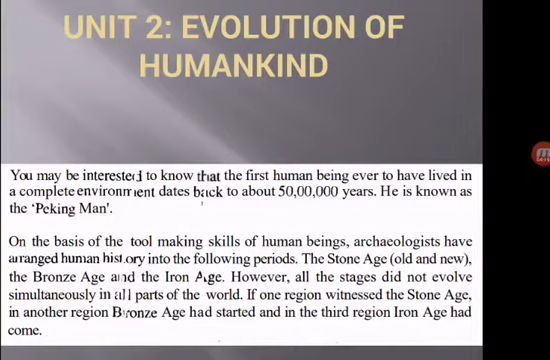 UNIT 2: EVOLUTION OF
HUMANKIND
You may be interested to know that the first human being ever to have lived in
a complete environment dates back to about 50,00,000 years. He is known as
the 'Peking Man'.
On the basis of the tool making skills of human beings, archaeologists have
arranged human history into the following periods. The Stone Age (old and new),
the Bronze Age and the Iron Age. However, all the stages did not evolve
simultaneously in all parts of the world. If one region witnessed the Stone Age,
in another region Bronze Age had started and in the third region Iron Age had
come.